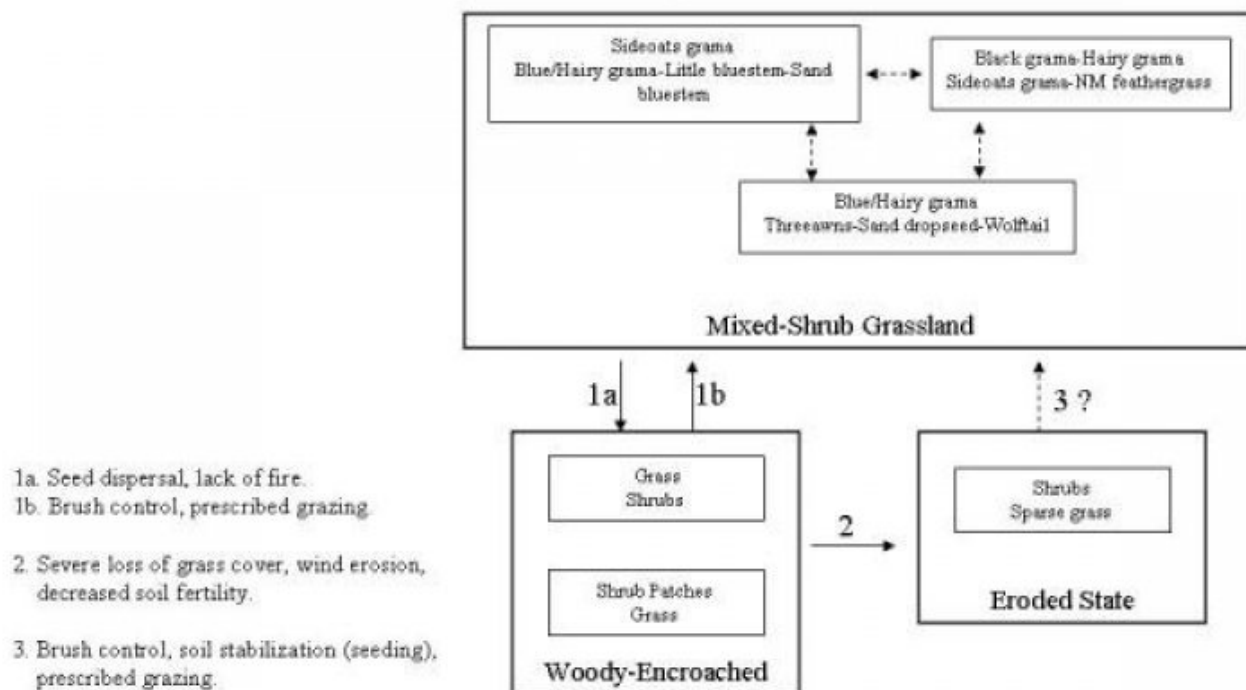 Sideoats grama
Blue/Hairy grama-Little bluestem-Sand
bluestem
Black grama-Hairy grama
Sideoats grama-NM feathergrass
Blue/Hairy grama
Threeawns-Sand dropseed-Wolftail
Mixed-Shrub Grassland
1a
1b
3 ?
Grass
Shrubs
Shrub Patches
Grass
Woody-Encroached
2
Shrubs
Sparse grass
Eroded State
1a. Seed dispersal, lack of fire.
1b. Brush control, prescribed grazing.
2. Severe loss of grass cover, wind erosion,
decreased soil fertility.
3. Brush control, soil stabilization (seeding),
prescribed grazing.